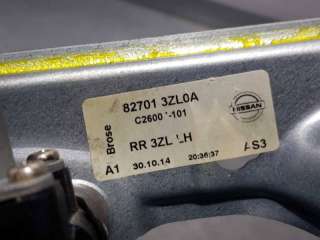 82701 3ZL0A
C2600 -101
NISSAN
Brose
RR 3ZL LH
A1 30.10.14 20:36:37 AS3